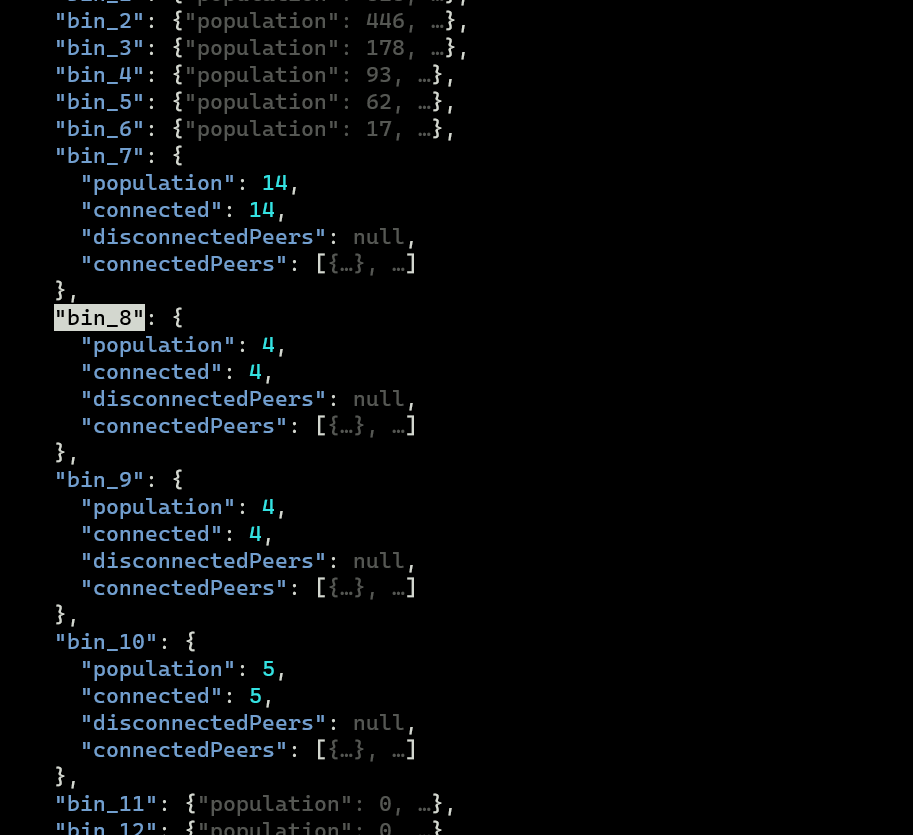 "bin_2": {"population": 446, …},
"bin_3": {"population": 178, …},
"bin_4": {"population": 93, …},
"bin_5": {"population": 62, …},
"bin_6": {"population": 17, …},
"bin_7": {
"population": 14,
"connected": 14,
"disconnectedPeers": null,
"connectedPeers": [{…}, …]
},
"bin_8": {
"population": 4,
"connected": 4,
"disconnectedPeers": null,
"connectedPeers": [{…}, …]
},
"bin_9": {
"population": 4,
"connected": 4,
"disconnectedPeers": null,
"connectedPeers": [{…}, …]
},
"bin_10": {
"population": 5,
"connected": 5,
"disconnectedPeers": null,
"connectedPeers": [{…}, …]
},
"bin_11": {"population": 0, …},
"bin_12": {"population": 0, …},